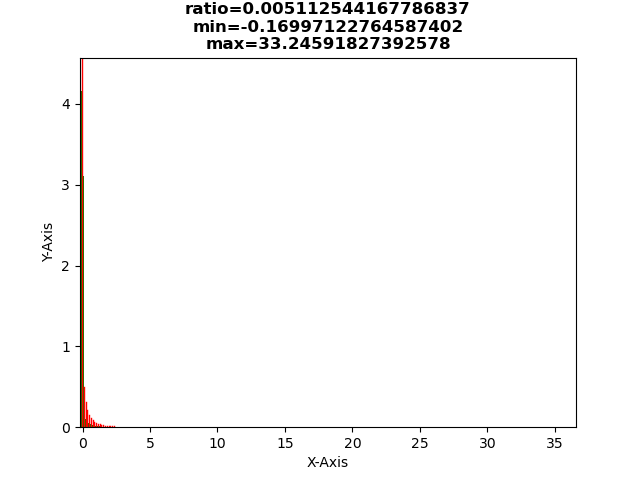 ratio=0.005112544167786837
min=-0.16997122764587402
max=33.24591827392578
4
3
2
1
0
Y-Axis
0 5 10 15 20 25 30 35
X-Axis